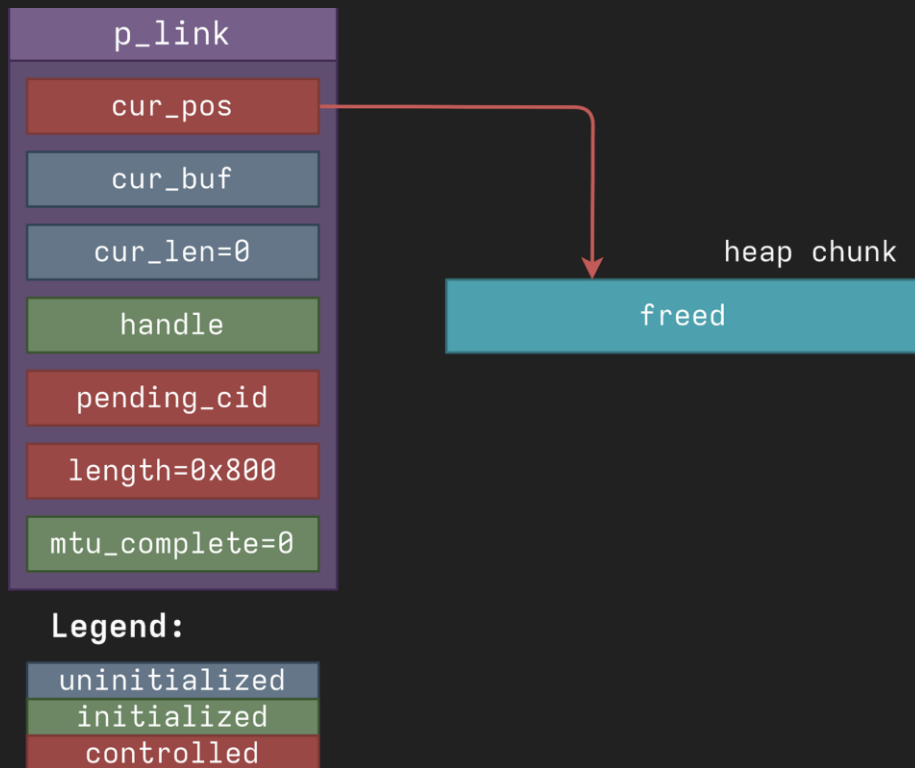 p_link
cur_pos
cur_buf
cur_len=0
handle
pending_cid
length=0x800
mtu_complete=0
heap chunk
freed
Legend:
uninitialized
initialized
controlled